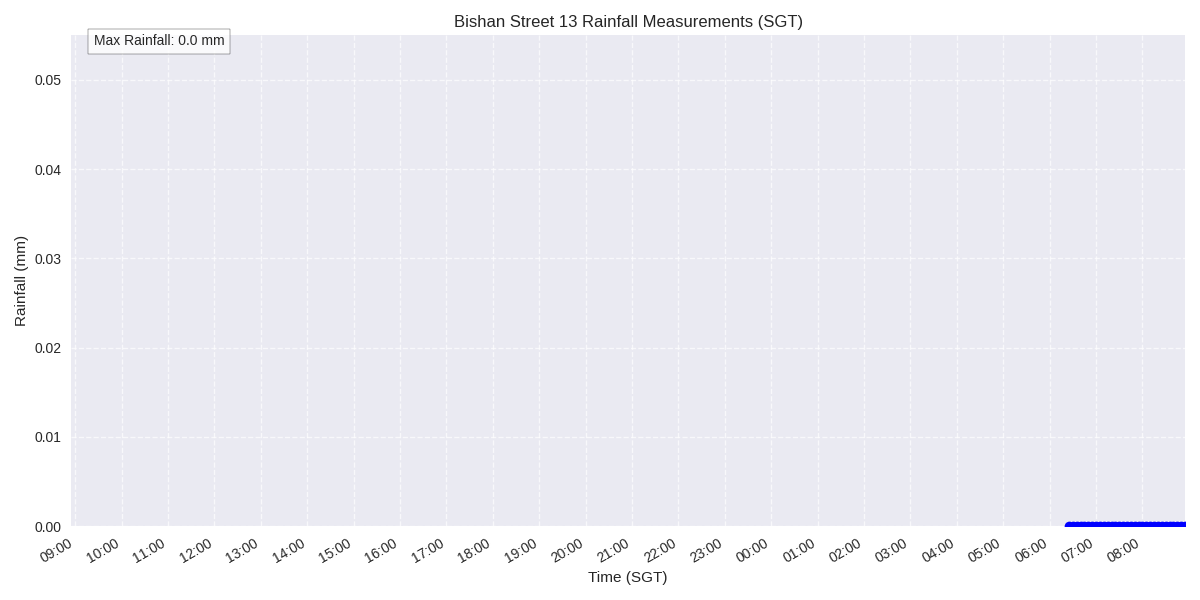 Bishan Street 13 Rainfall Measurements (SGT)
Max Rainfall: 0.0 mm
0.05
0.04
0.03
0.02
0.01
0.00
Rainfall (mm)
09:00 10:00 11:00 12:00 13:00 14:00 15:00 16:00 17:00 18:00 19:00 20:00 21:00 22:00 23:00 00:00 01:00 02:00 03:00 04:00 05:00 06:00 07:00 08:00
Time (SGT)